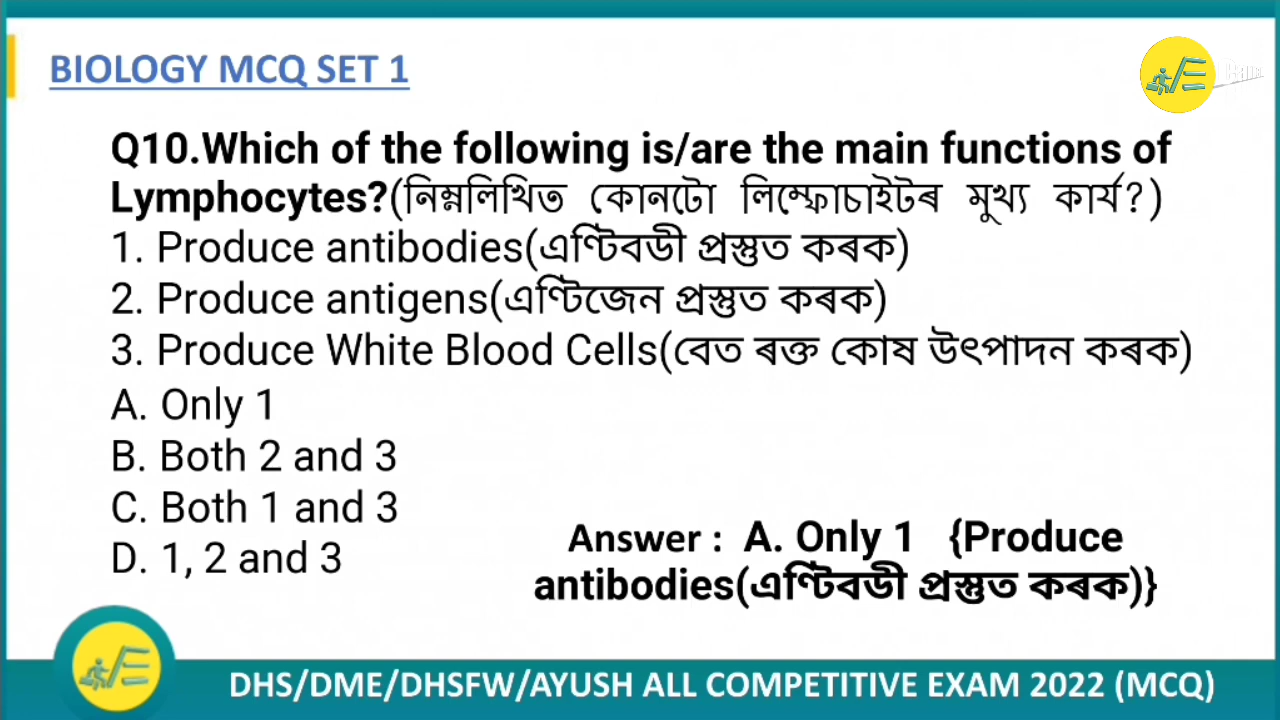 BIOLOGY MCQ SET 1
Q10.Which of the following is/are the main functions of
Lymphocytes?(নিম্নলিখিত কোনটো লিম্ফোচাইটৰ মুখ্য কাৰ্য?)
1. Produce antibodies(এণ্টিবডী প্ৰস্তুত কৰক)
2. Produce antigens(এণ্টিজেন প্ৰস্তুত কৰক)
3. Produce White Blood Cells(বেত ৰক্ত কোষ উৎপাদন কৰক)
A. Only 1
B. Both 2 and 3
C. Both 1 and 3
D. 1, 2 and 3
Answer : A. Only 1 {Produce
antibodies(এণ্টিবডী প্ৰস্তুত কৰক)}
DHS/DME/DHSFW/AYUSH ALL COMPETITIVE EXAM 2022 (MCQ)